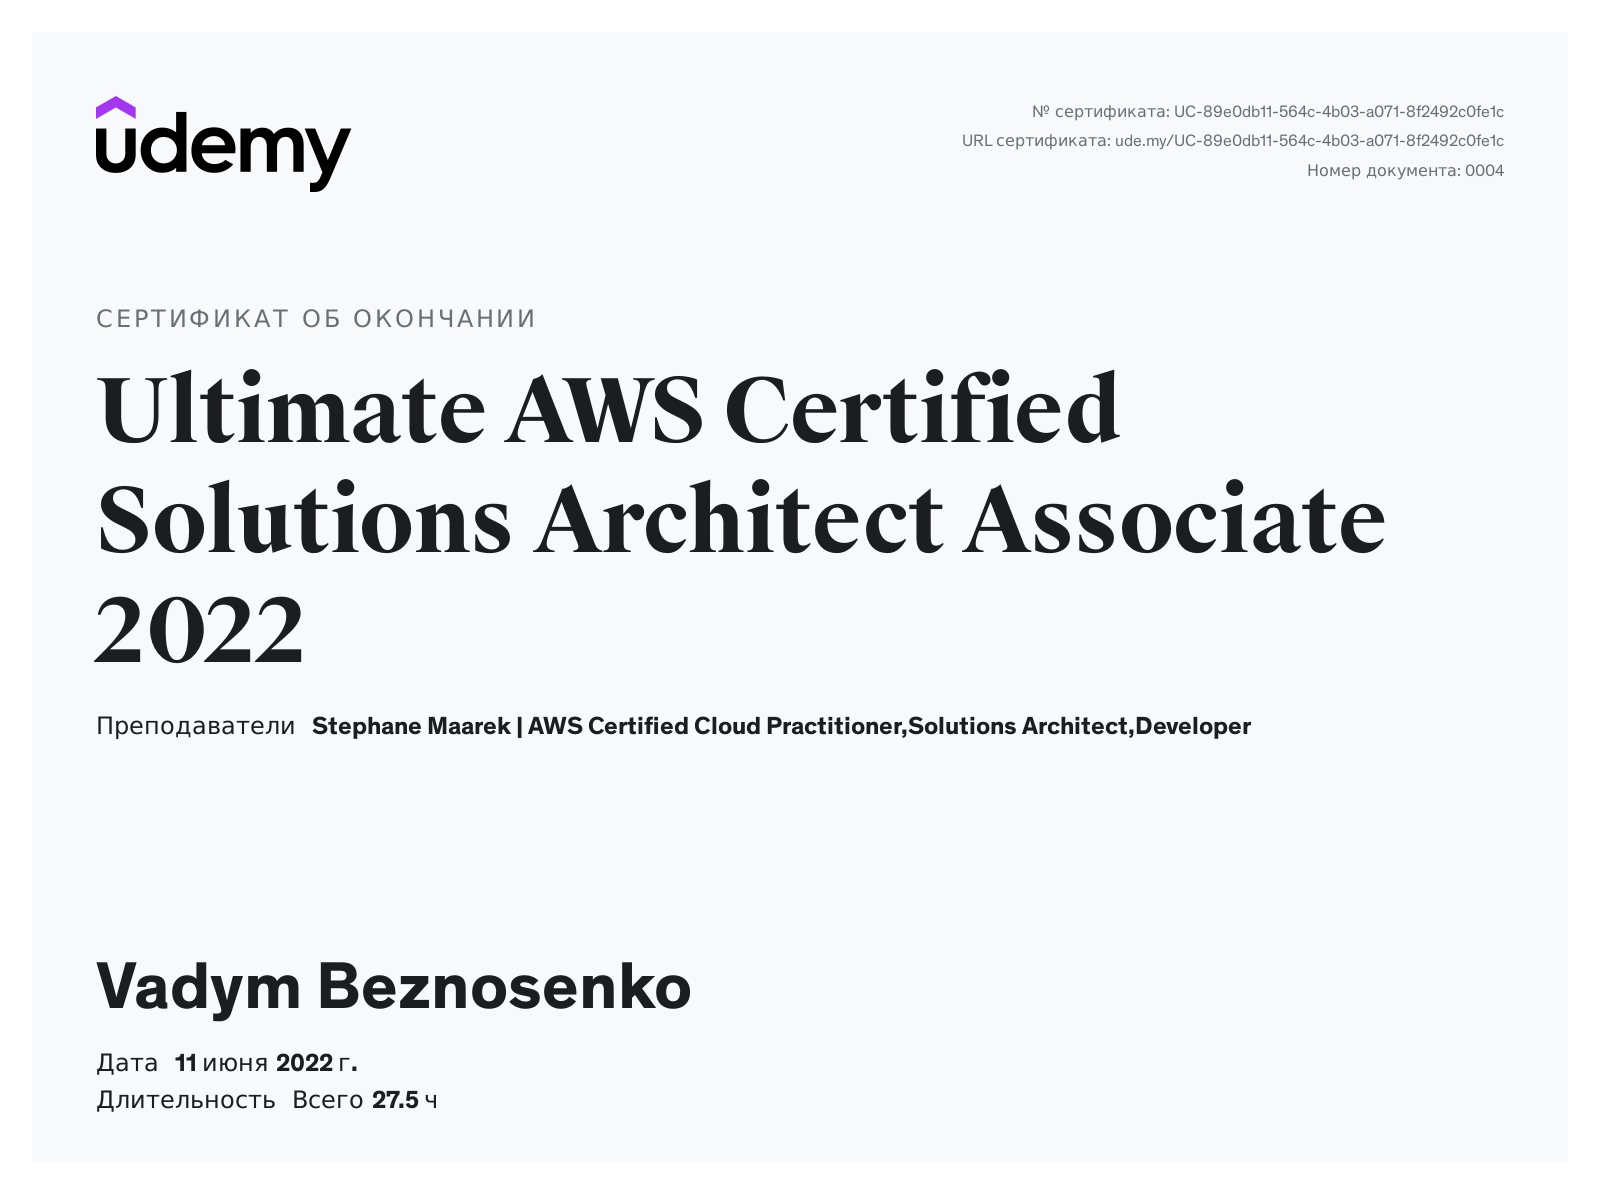 udemy
№ сертификата: UC-89e0db11-564c-4b03-a071-8f2492c0fe1c
URL сертификата: ude.my/UC-89e0db11-564c-4b03-a071-8f2492c0fe1c
Номер документа: 0004
СЕРТИФИКАТ ОБ ОКОНЧАНИИ
Ultimate AWS Certified
Solutions Architect Associate
2022
Преподаватели Stephane Maarek | AWS Certified Cloud Practitioner,Solutions Architect,Developer
Vadym Beznosenko
Дата 11 июня 2022 г.
Длительность Всего 27.5 ч